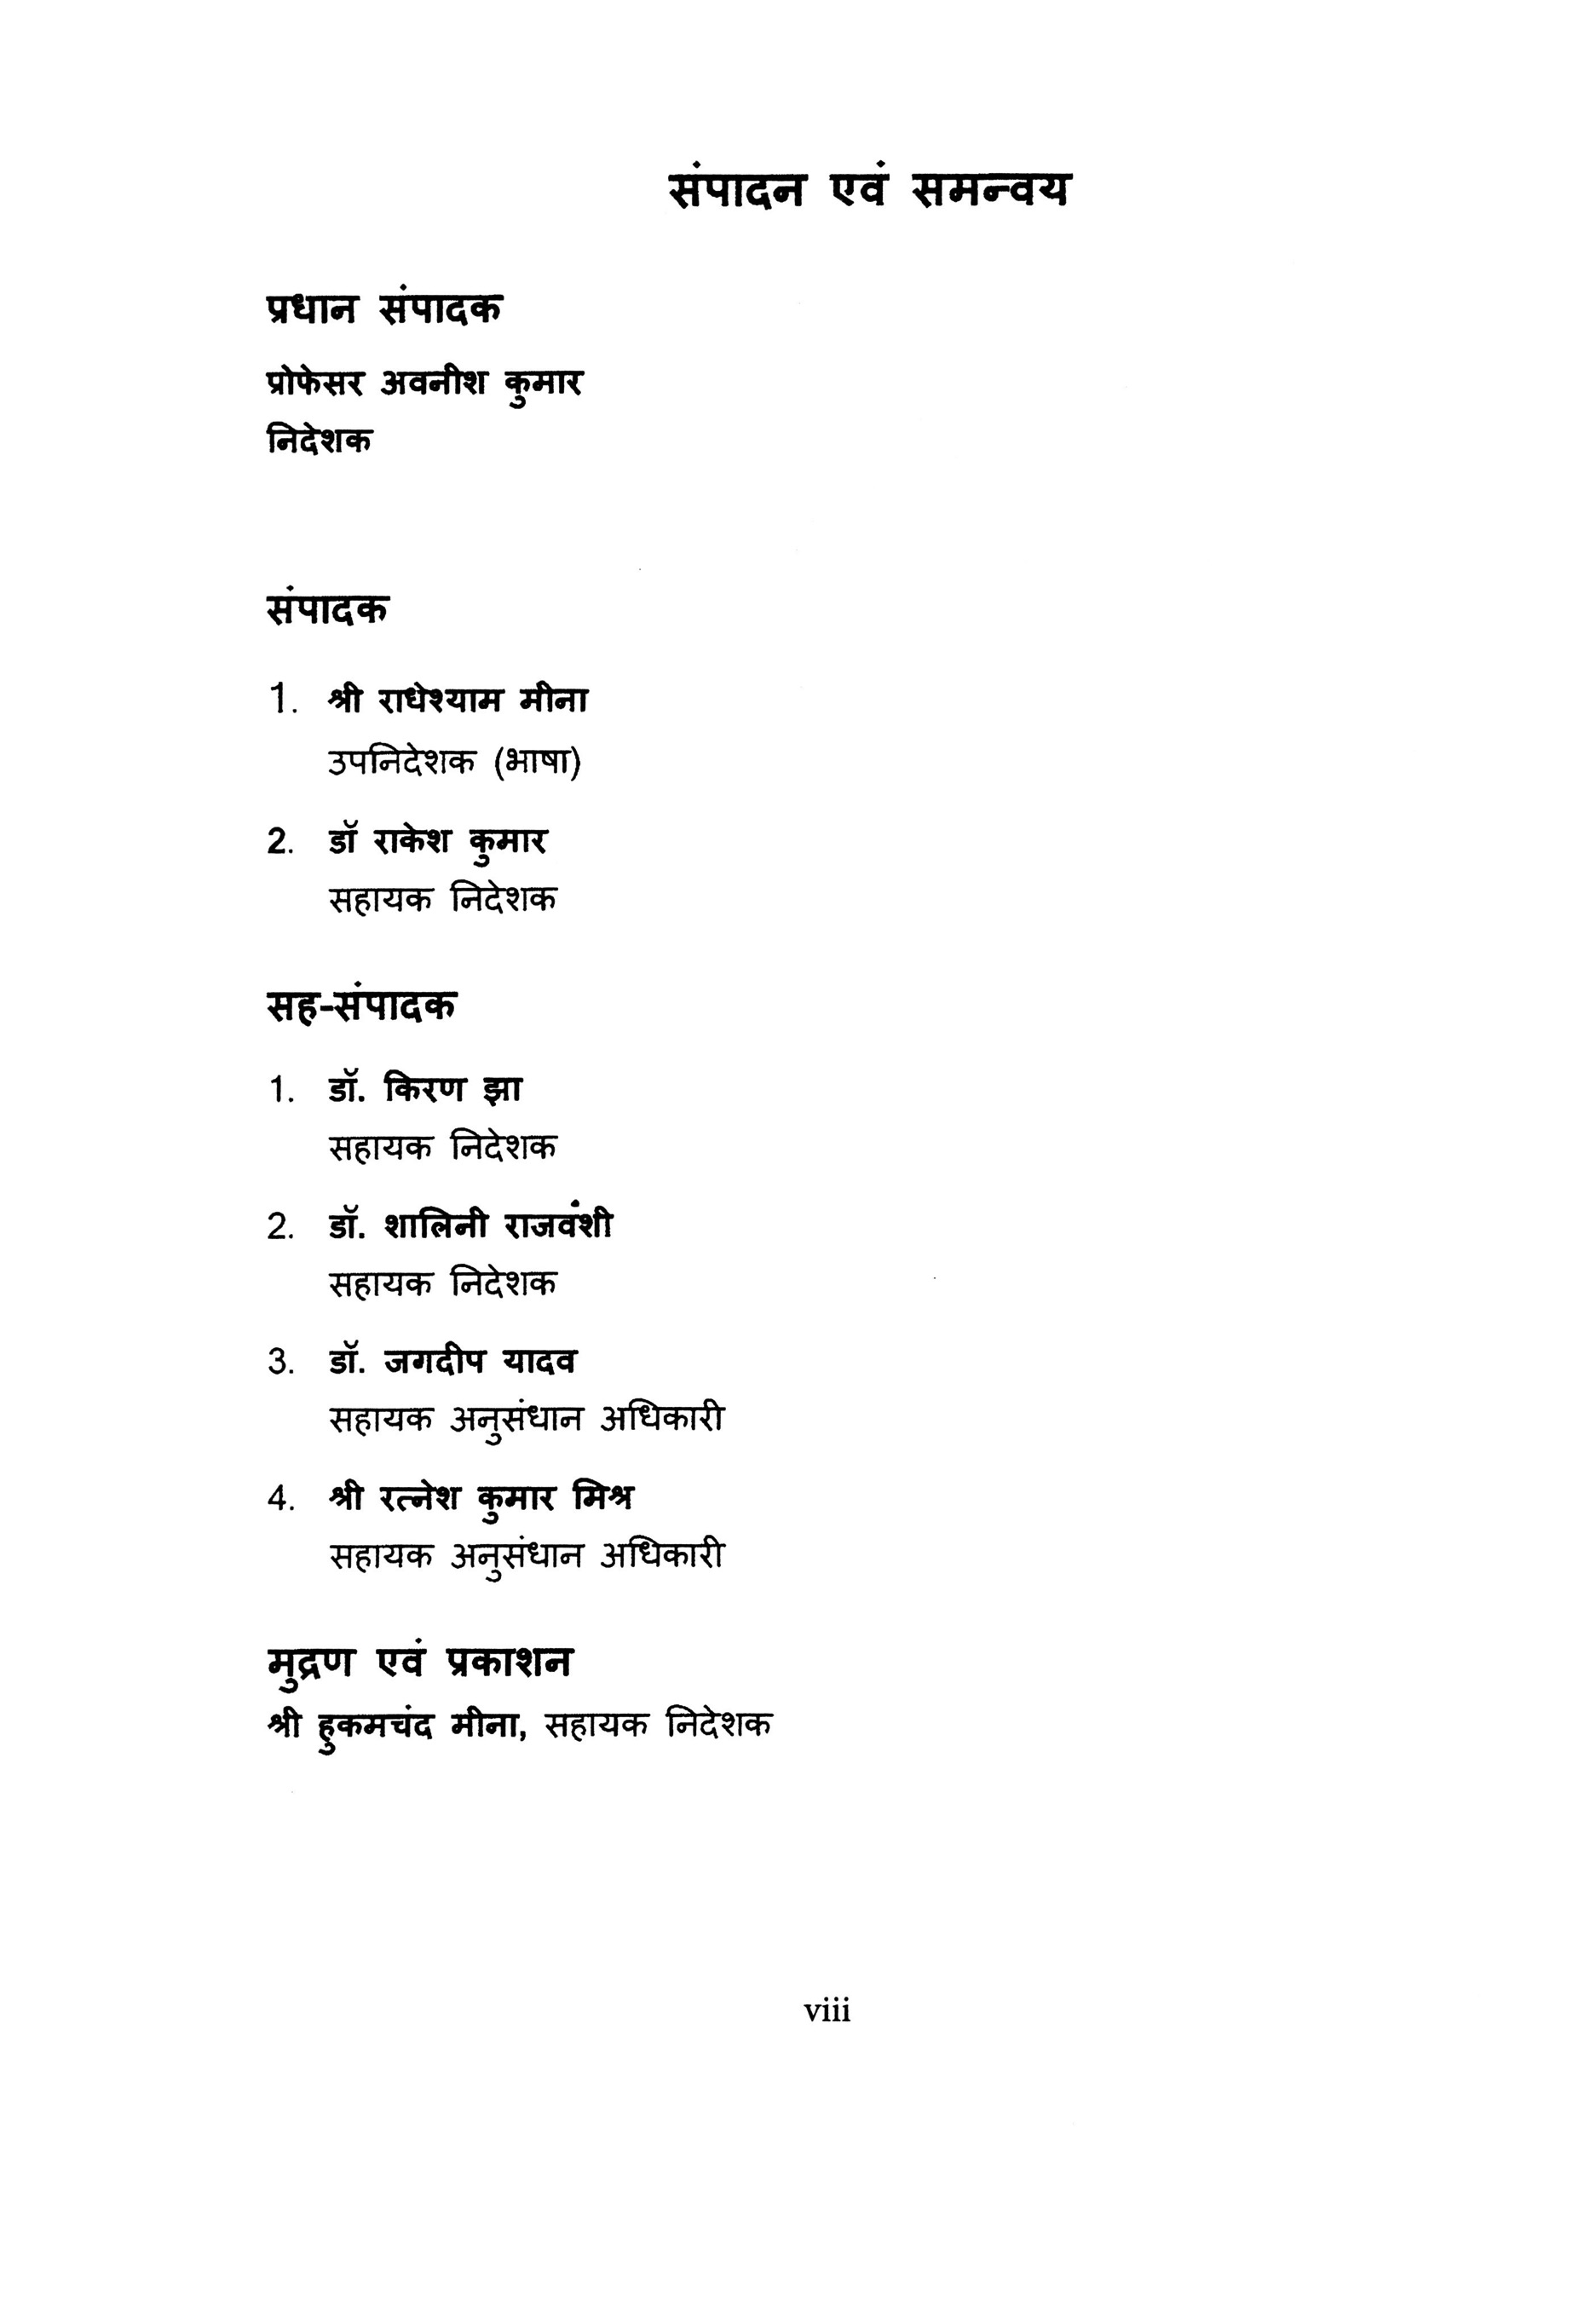 संपादन एवं समन्वय
प्रधान संपादक
प्रोफेसर अवनीश कुमार
निदेशक
संपादक
1. श्री राधेश्याम मीना
उपनिदेशक (भाषा)
2. डॉ राकेश कुमार
सहायक निदेशक
सह-संपादक
1. डॉ. किरण झा
सहायक निदेशक
2. डॉ. शालिनी राजवंशी
सहायक निदेशक
3. डॉ. जगदीप यादव
सहायक अनुसंधान अधिकारी
4. श्री रत्नेश कुमार मिश्र
सहायक अनुसंधान अधिकारी
मुद्रण एवं प्रकाशन
श्री हुकमचंद मीना, सहायक निदेशक
viii